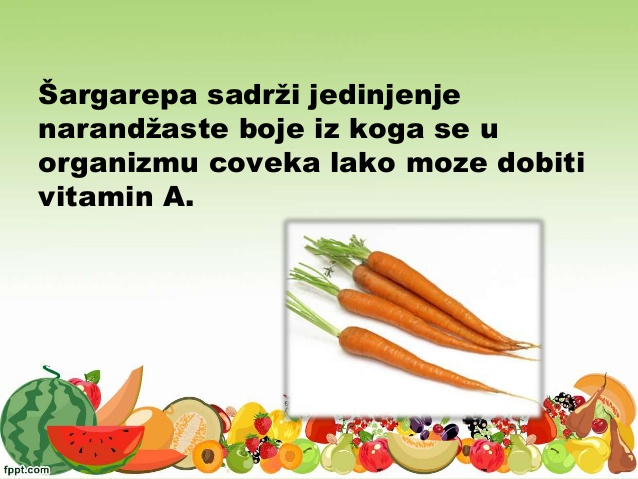 Šargarepa sadrži jedinjenje
narandžaste boje iz koga se u
organizmu coveka lako moze dobiti
vitamin A.
fppt.com